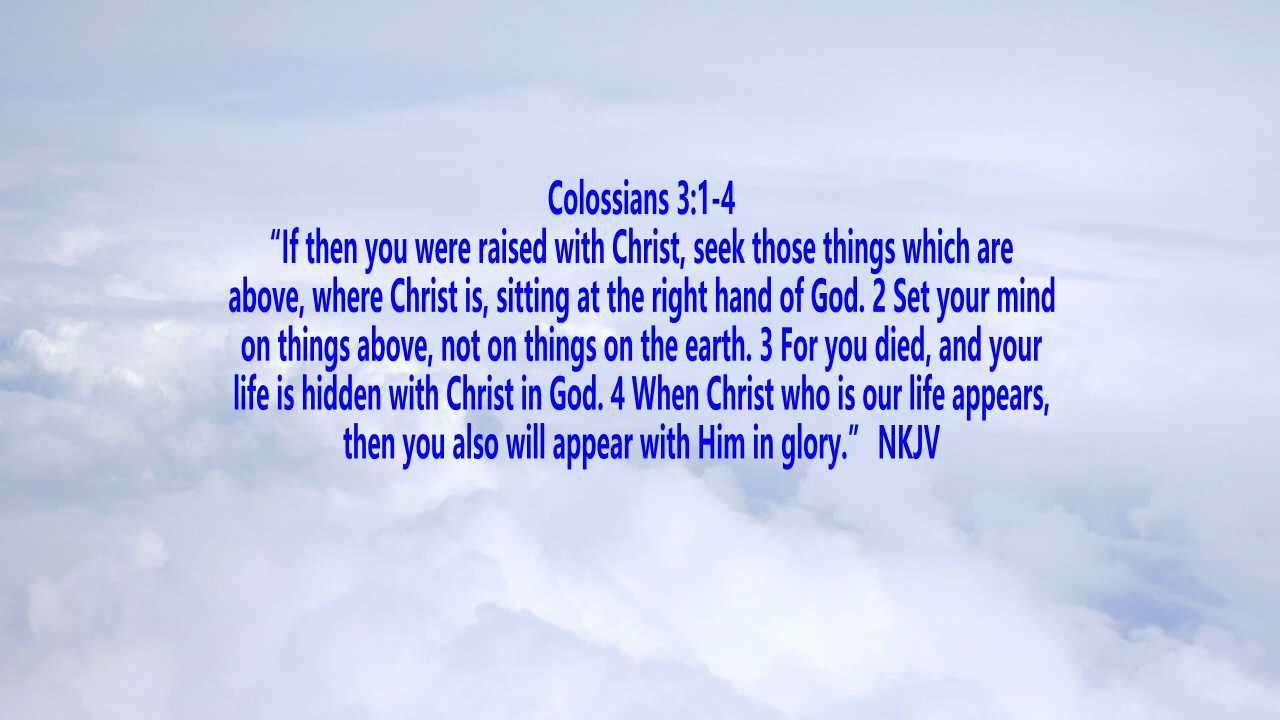 Colossians 3:1-4
“If then you were raised with Christ, seek those things which are
above, where Christ is, sitting at the right hand of God. 2 Set your mind
on things above, not on things on the earth. 3 For you died, and your
life is hidden with Christ in God. 4 When Christ who is our life appears,
then you also will appear with Him in glory.”  NKJV